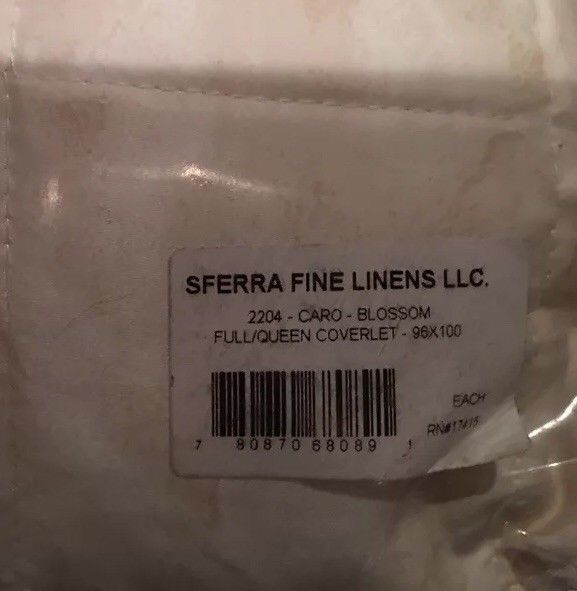 SFERRA FINE LINENS LLC.
2204 - CARO - BLOSSOM
FULL/QUEEN COVERLET - 96X100
EACH
7 80870 68089 1